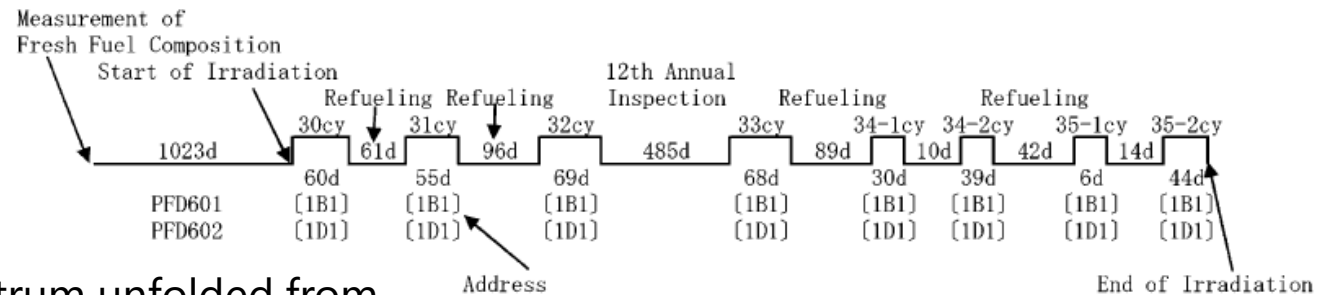 Measurement of
Fresh Fuel Composition
Start of Irradiation
12th Annual
Refueling Refueling Inspection Refueling Refueling
30cy 31cy 32cy 33cy 34-1cy 34-2cy 35-1cy 35-2cy
1023d 61d 96d 485d 89d 10d 42d 14d
60d 55d 69d 68d 30d 39d 6d 44d
PFD601 [1B1] [1B1] [1B1] [1B1] [1B1] [1B1] [1B1] [1B1]
PFD602 [1D1] [1D1] [1D1] [1D1] [1D1] [1D1] [1D1] [1D1]
Address End of Irradiation
trum unfolded from